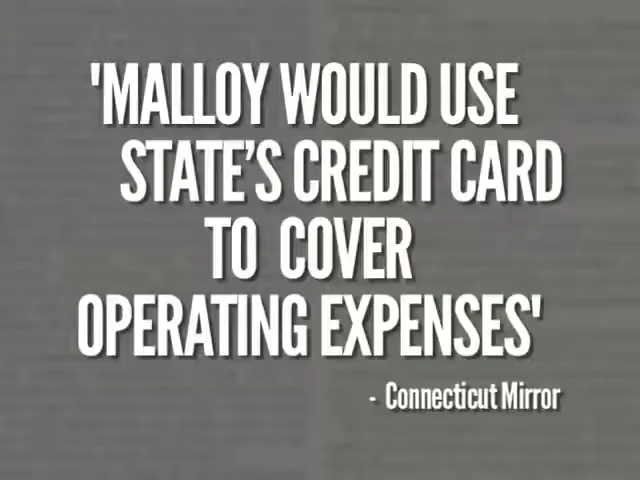 'MALLOY WOULD USE
STATE'S CREDIT CARD
TO COVER
OPERATING EXPENSES'
- Connecticut Mirror